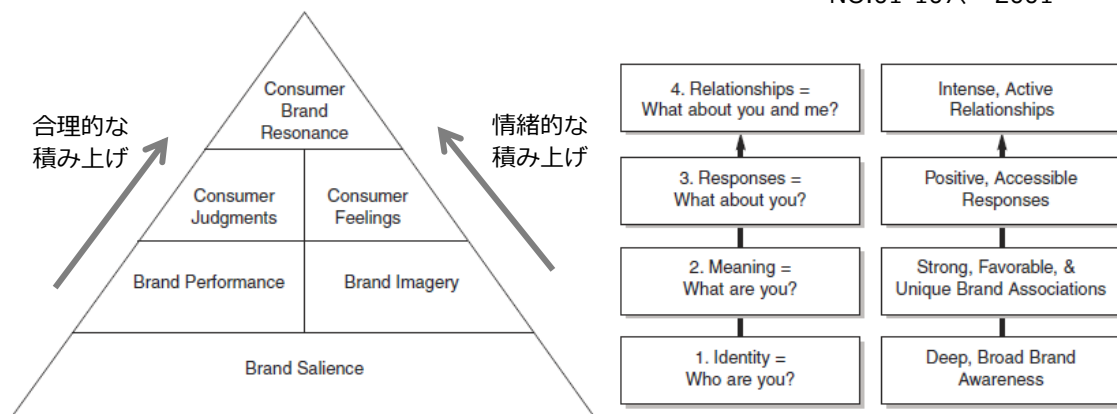 Consumer
Brand
Resonance
合理的な
積み上げ
情緒的な
積み上げ
Consumer
Judgments
Consumer
Feelings
Brand Performance
Brand Imagery
Brand Salience
4. Relationships =
What about you and me?
Intense, Active
Relationships
3. Responses =
What about you?
Positive, Accessible
Responses
2. Meaning =
What are you?
Strong, Favorable, &
Unique Brand Associations
1. Identity =
Who are you?
Deep, Broad Brand
Awareness